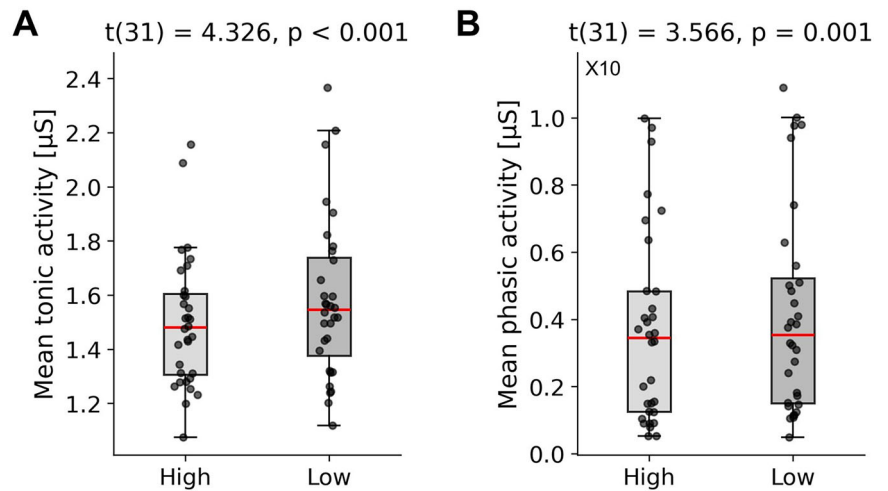 A
t(31) = 4.326, p < 0.001
Mean tonic activity [µS]
2.4
2.2
2.0
1.8
1.6
1.4
1.2
High Low
B
t(31) = 3.566, p = 0.001
X10
Mean phasic activity [µS]
1.0
0.8
0.6
0.4
0.2
0.0
High Low